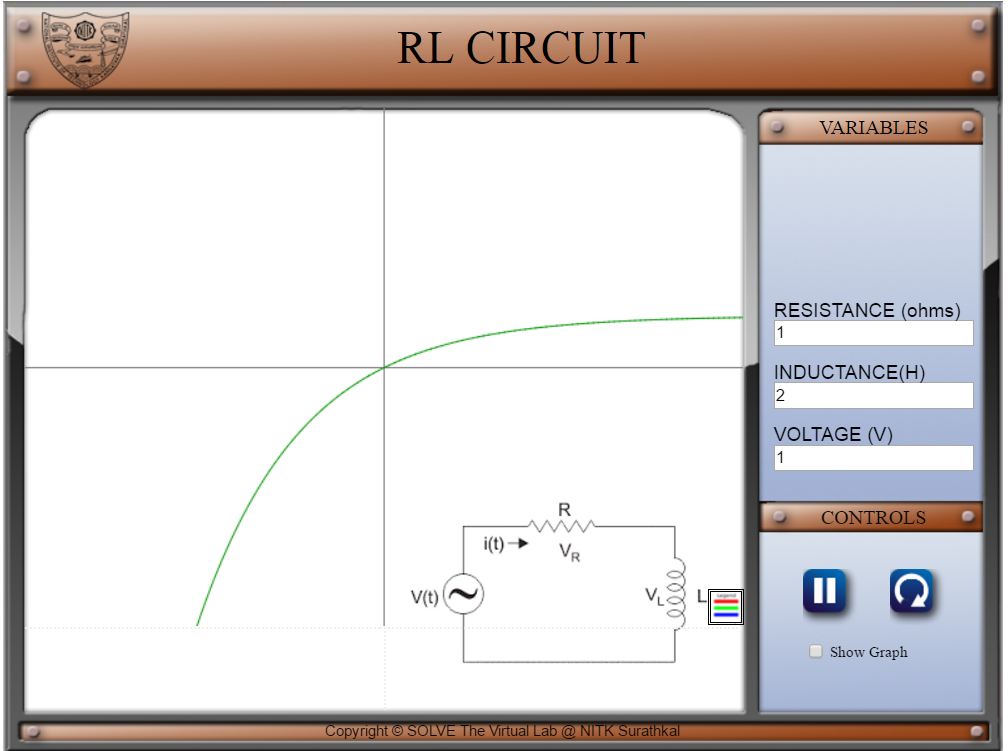 RL CIRCUIT
VARIABLES
RESISTANCE (ohms)
1
INDUCTANCE(H)
2
VOLTAGE (V)
1
CONTROLS
Show Graph
R
i(t)
VR
V(t)
VL
L
Legend
Copyright © SOLVE The Virtual Lab @ NITK Surathkal